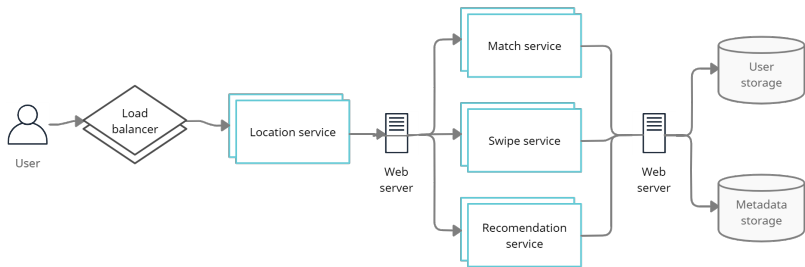 User
Load
balancer
Location service
Web
server
Match service
Swipe service
Recomendation
service
Web
server
User
storage
Metadata
storage